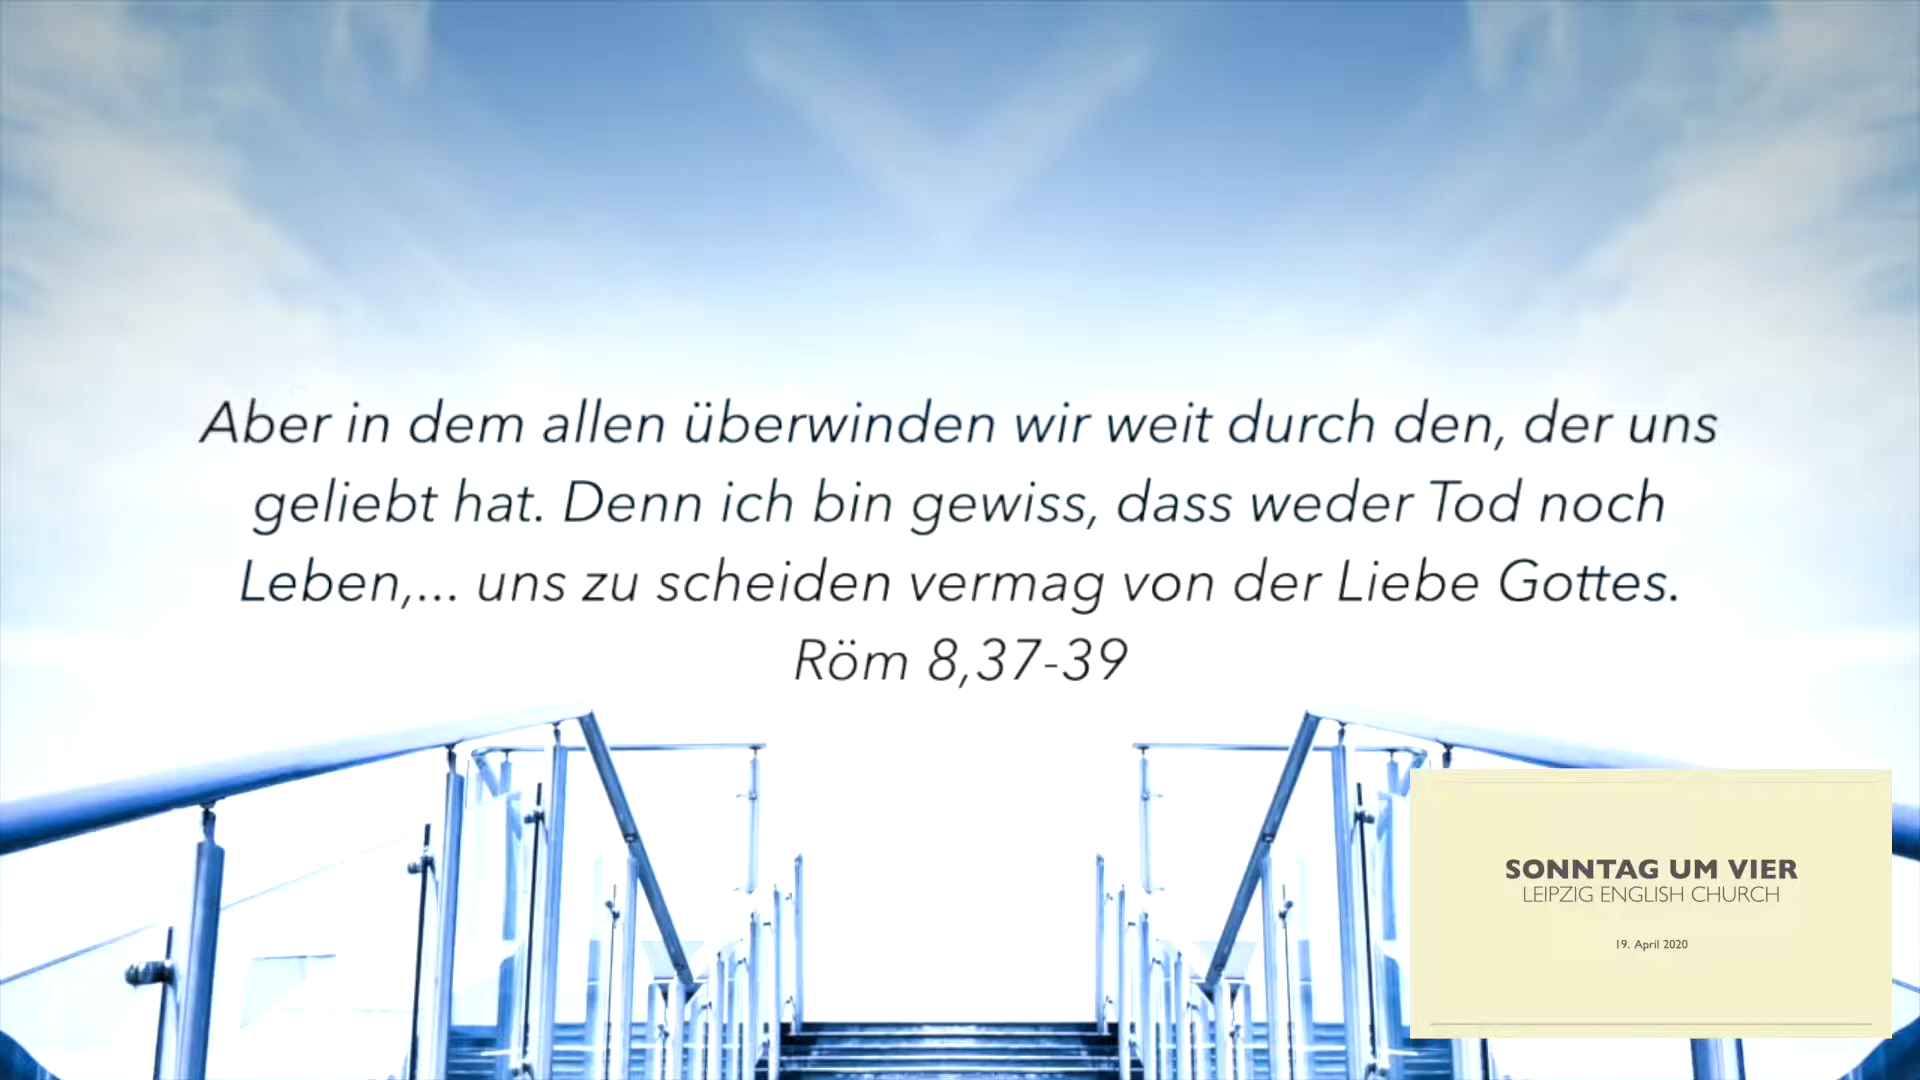 Aber in dem allen überwinden wir weit durch den, der uns
geliebt hat. Denn ich bin gewiss, dass weder Tod noch
Leben,... uns zu scheiden vermag von der Liebe Gottes.
Röm 8,37-39
SONNTAG UM VIER
LEIPZIG ENGLISH CHURCH
19. April 2020